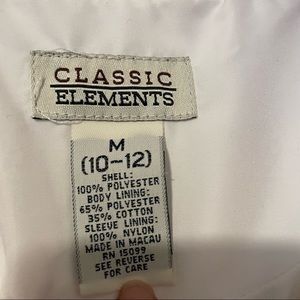 CLASSIC
ELEMENTS
M
(10-12)
SHELL:
100% POLYESTER
BODY LINING:
65% POLYESTER
35% COTTON
SLEEVE LINING:
100% NYLON
MADE IN MACAU
RN 15099
SEE REVERSE
FOR CARE